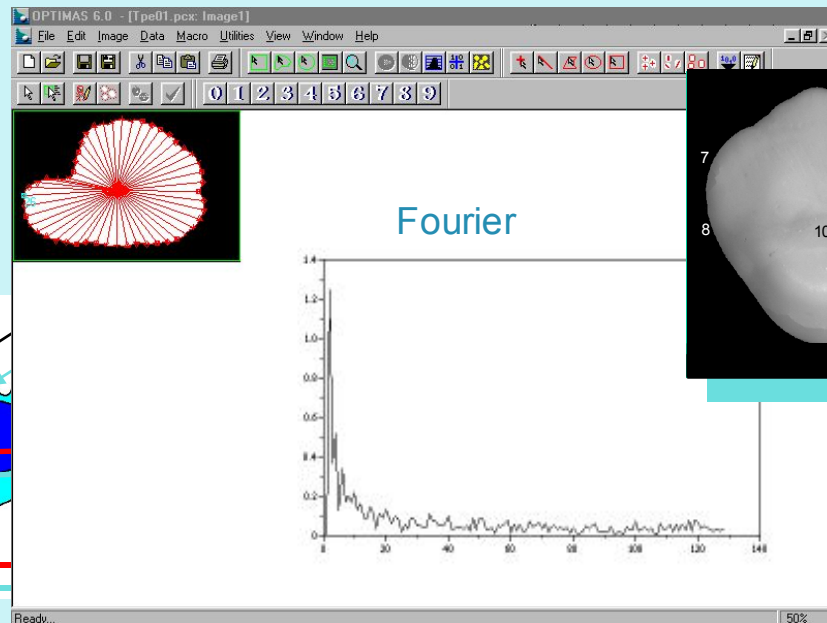 OPTIMAS 6.0 - [Tpe01.pcx: Image1]
File Edit Image Data Macro Utilities View Window Help
0 1 2 3 4 5 6 7 8 9
Fourier
7
8
10
1.4
1.2
1.0
0.8
0.6
0.4
0.2
0
0 20 40 60 80 100 120 140
Ready... 50%